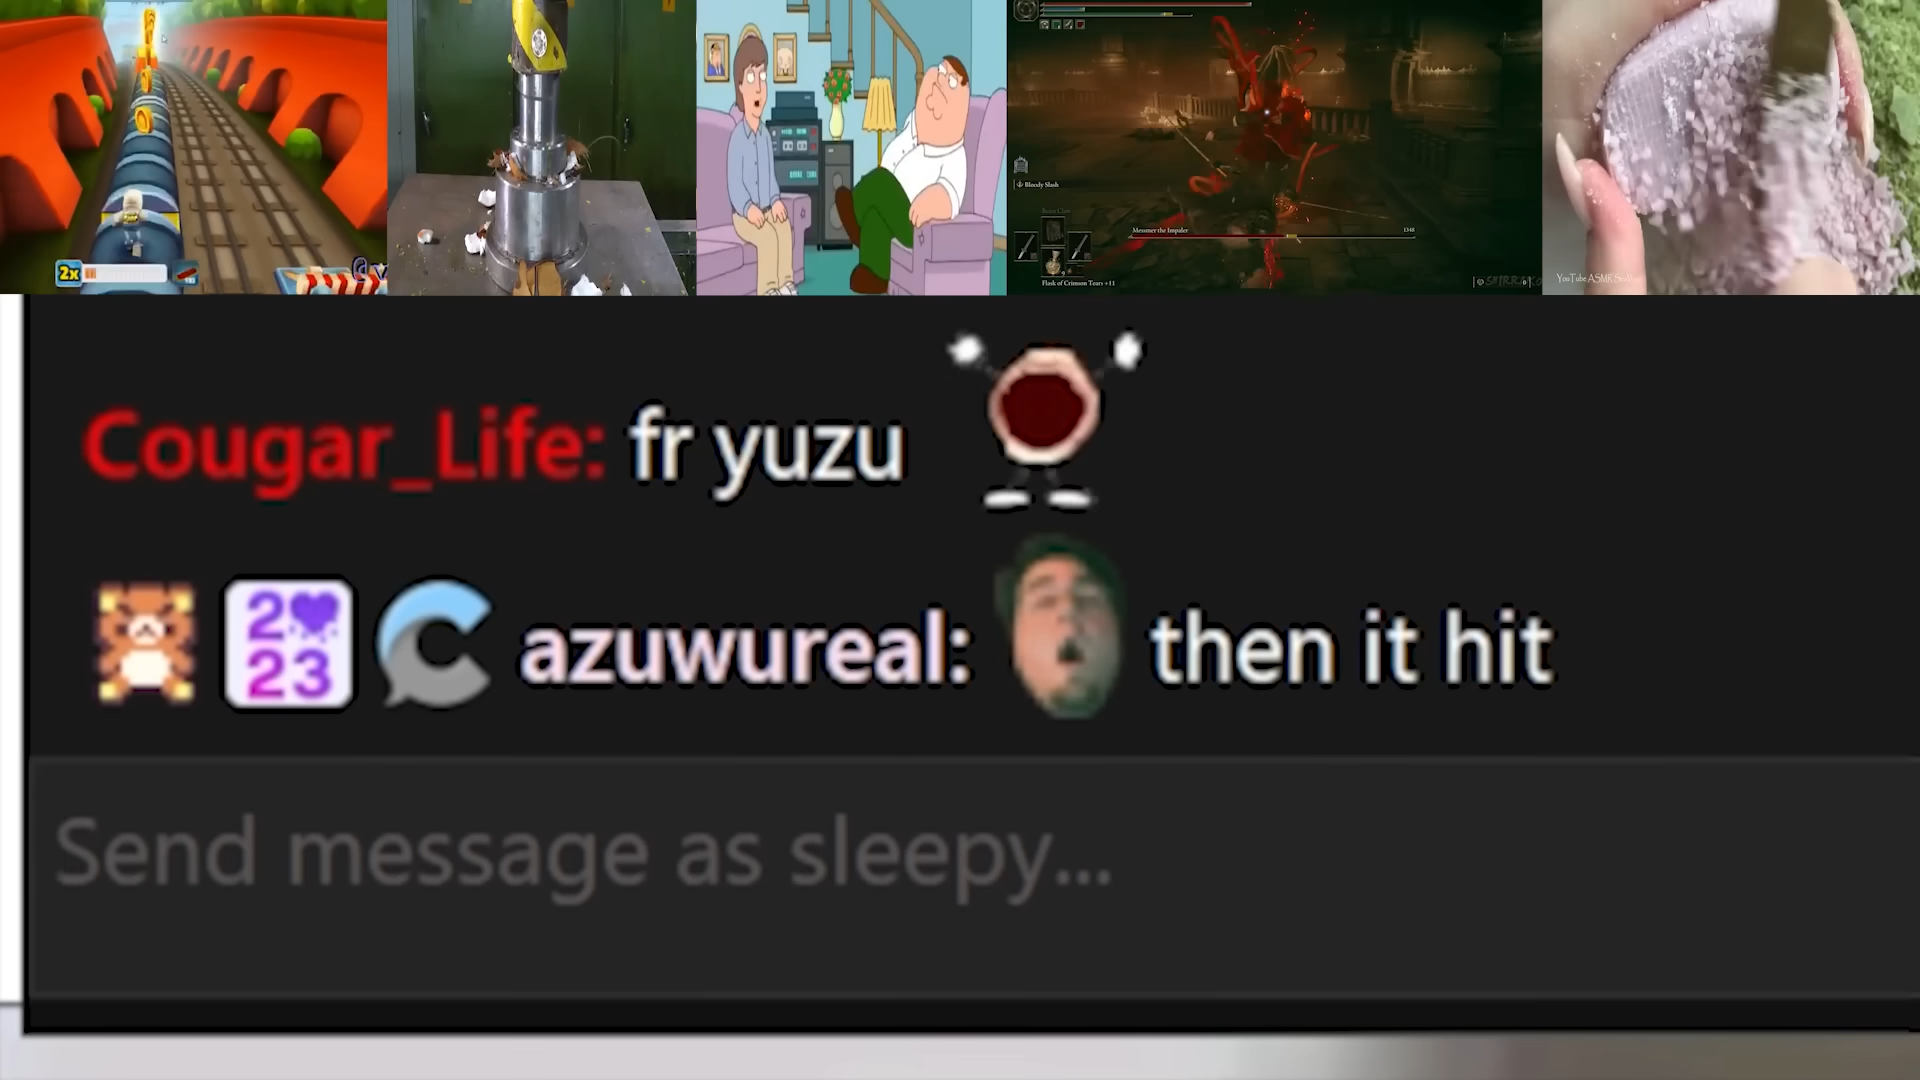 2x
Bloody Slash
Messmer the Impaler
1348
Flask of Crimson Tears +11
YouTube ASMR
Cougar_Life: fr yuzu
2023 azuwureal: then it hit
Send message as sleepy...